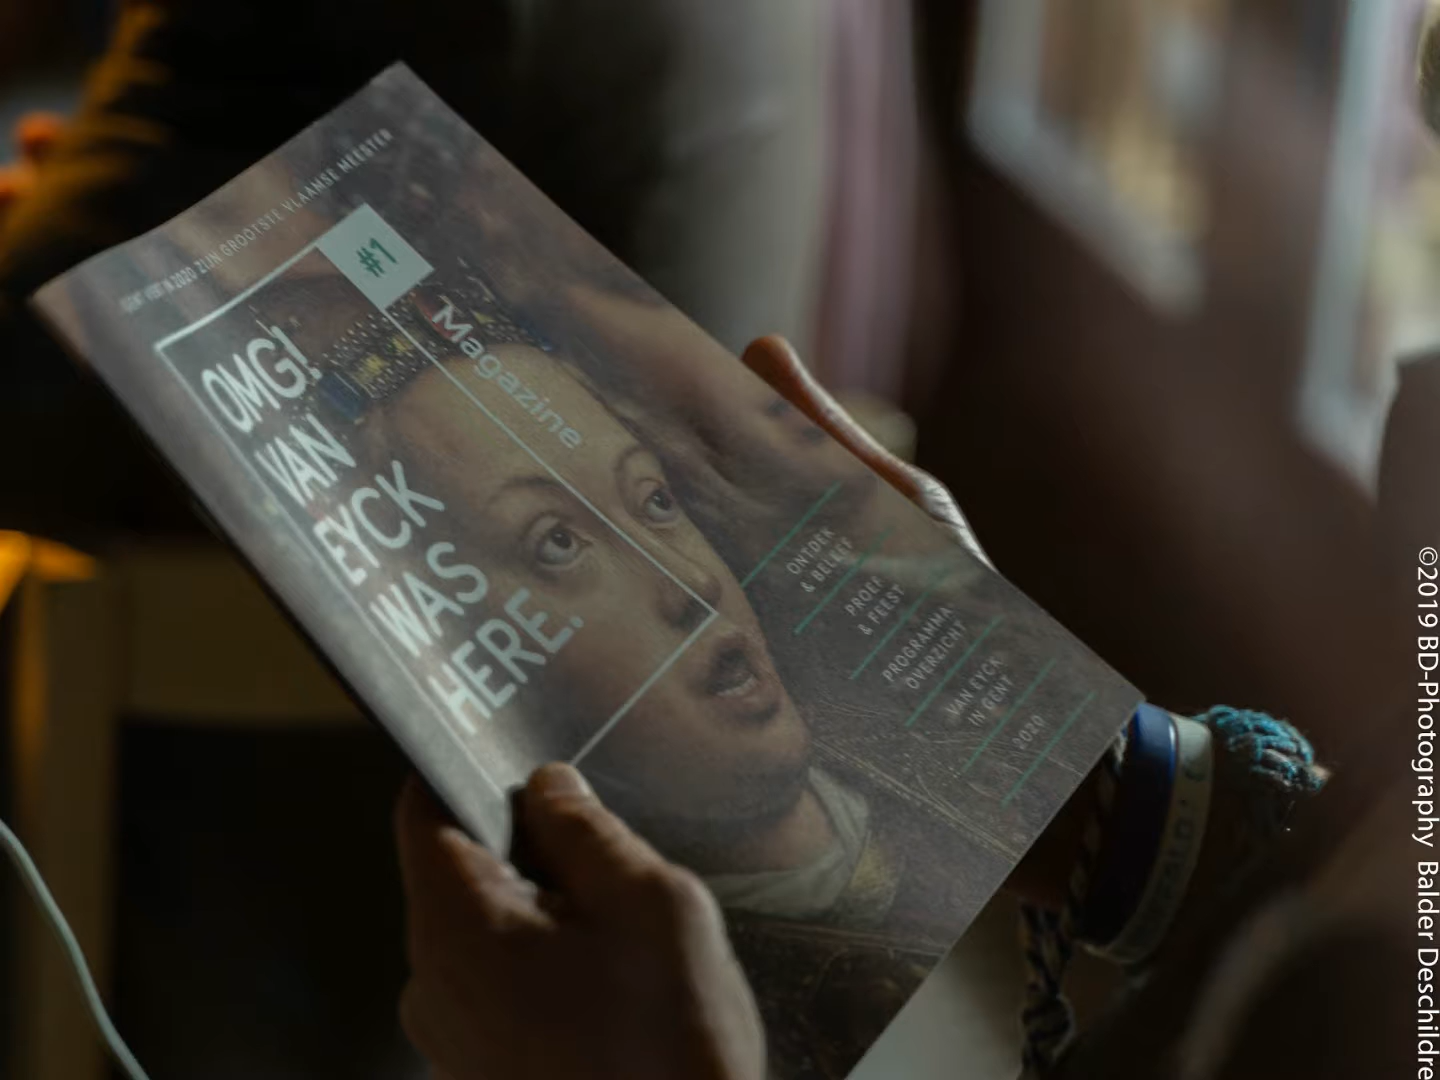 GENT VIERT IN 2020 ZIJN GROOTSTE VLAAMSE MEESTER
#1
Magazine
OMG!
VAN
EYCK
WAS
HERE.
ONTDEK
& BELEEF
PROEF
& FEEST
PROGRAMMA-
OVERZICHT
VAN EYCK
IN GENT
2020
©2019 BD-Photography Balder Deschildre